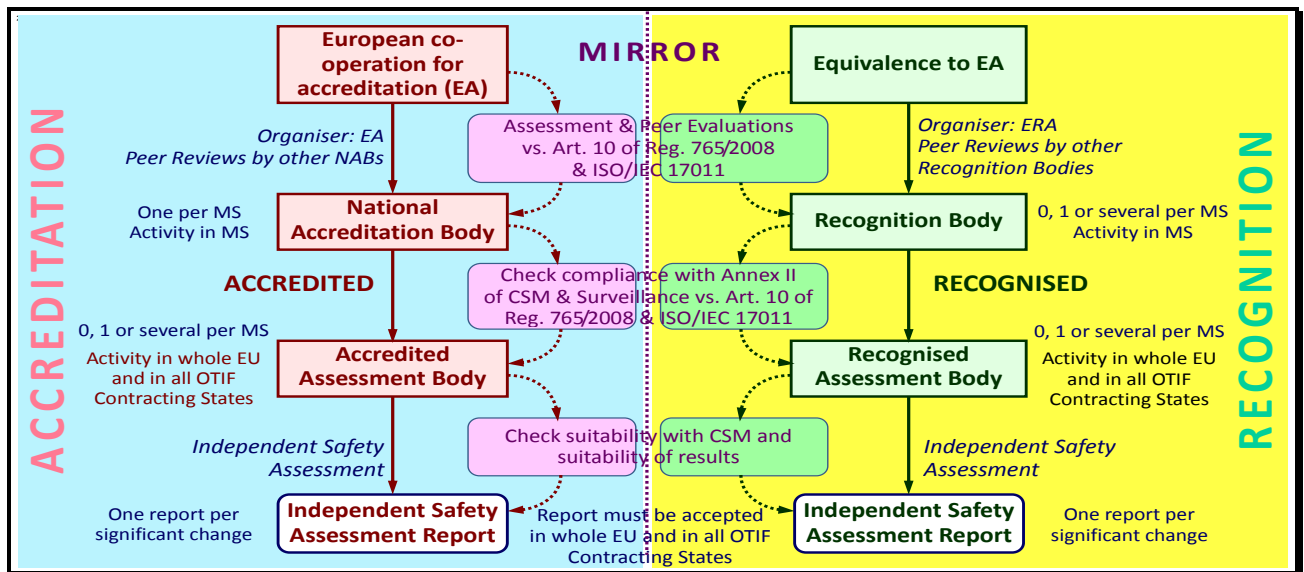 MIRROR
ACCREDITATION
European co-
operation for
accreditation (EA)
Organiser: EA
Peer Reviews by other NABs
One per MS
Activity in MS
National
Accreditation Body
ACCREDITED
0, 1 or several per MS
Activity in whole EU
and in all OTIF
Contracting States
Accredited
Assessment Body
Independent Safety
Assessment
One report per
significant change
Independent Safety
Assessment Report
Assessment & Peer Evaluations
vs. Art. 10 of Reg. 765/2008
& ISO/IEC 17011
Check compliance with Annex II
of CSM & Surveillance vs. Art. 10 of
Reg. 765/2008 & ISO/IEC 17011
Check suitability with CSM and
suitability of results
Report must be accepted
in whole EU and in all OTIF
Contracting States
Equivalence to EA
Organiser: ERA
Peer Reviews by other
Recognition Bodies
Recognition Body
0, 1 or several per MS
Activity in MS
RECOGNISED
Recognised
Assessment Body
0, 1 or several per MS
Activity in whole EU
and in all OTIF
Contracting States
Independent Safety
Assessment
Independent Safety
Assessment Report
One report per
significant change
RECOGNITION